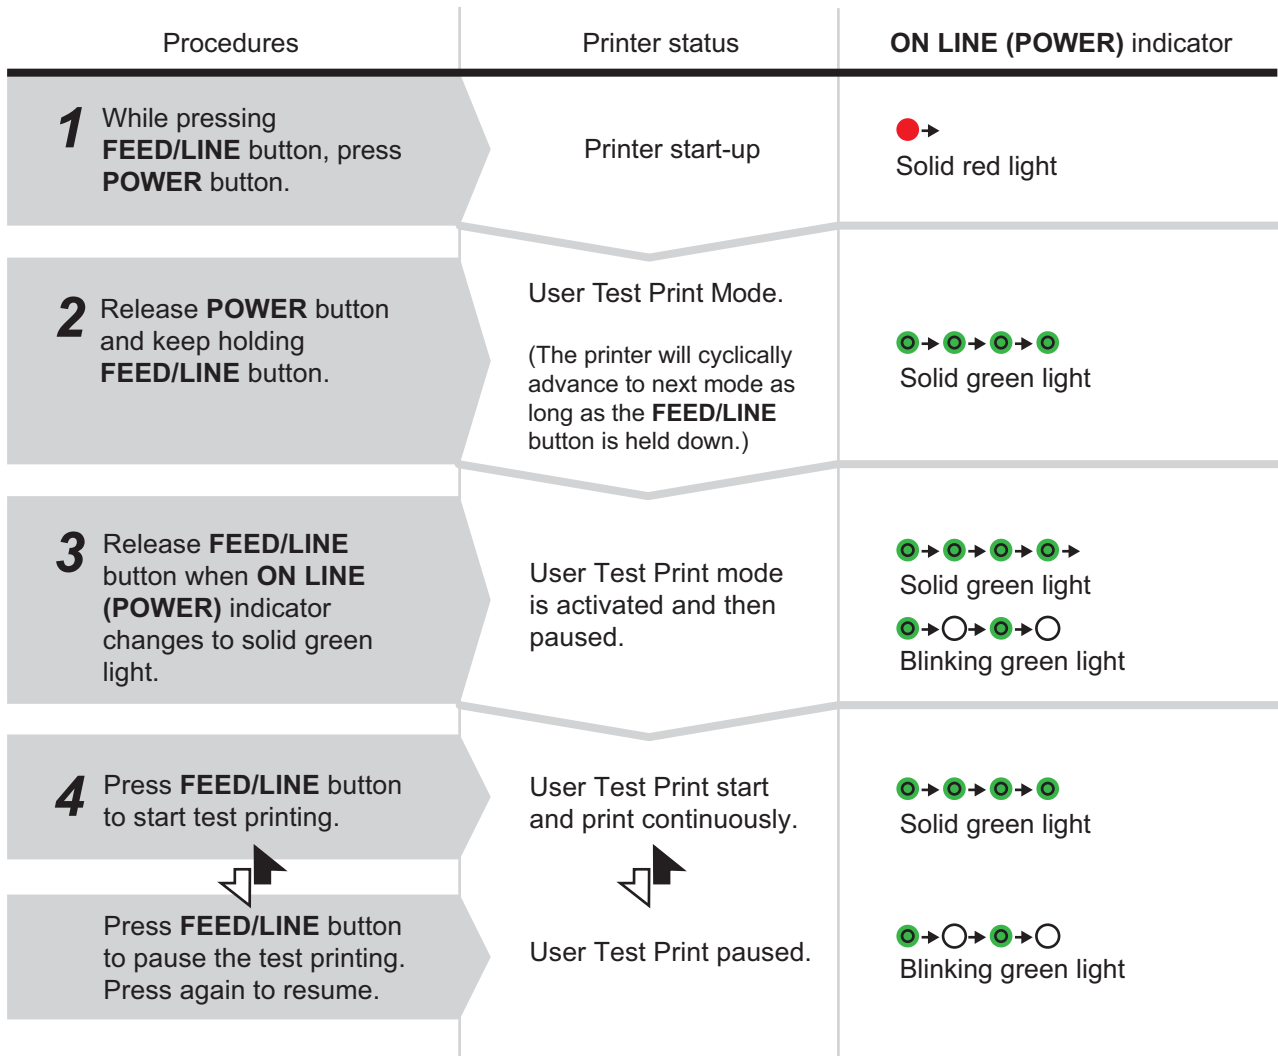 Procedures
Printer status
ON LINE (POWER) indicator
1
While pressing
FEED/LINE button, press
POWER button.
Printer start-up
Solid red light
2
Release POWER button
and keep holding
FEED/LINE button.
User Test Print Mode.
(The printer will cyclically
advance to next mode as
long as the FEED/LINE
button is held down.)
Solid green light
3
Release FEED/LINE
button when ON LINE
(POWER) indicator
changes to solid green
light.
User Test Print mode
is activated and then
paused.
Solid green light
Blinking green light
4
Press FEED/LINE button
to start test printing.
User Test Print start
and print continuously.
Solid green light
Press FEED/LINE button
to pause the test printing.
Press again to resume.
User Test Print paused.
Blinking green light